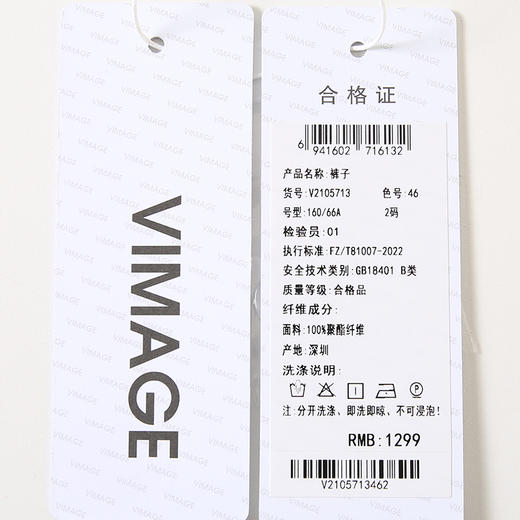 VIMAGE
合格证
6 941602 716132
产品名称:裤子
货号:V2105713 色号:46
号型:160/66A 2码
检验员:01
执行标准:FZ/T81007-2022
安全技术类别:GB18401 B类
质量等级:合格品
纤维成分:
面料:100%聚酯纤维
产地:深圳
洗涤说明:
注:分开洗涤、即洗即晾、不可浸泡!
RMB:1299
V2105713462